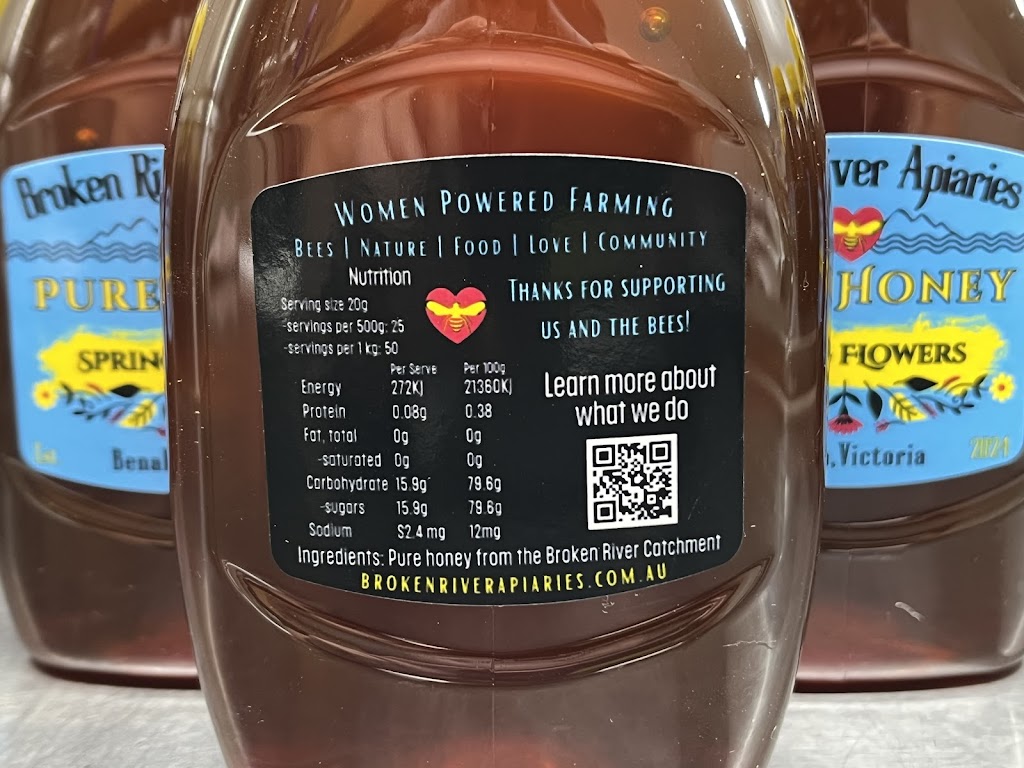 Women Powered Farming
Bees | Nature | Food | Love | Community
Nutrition
Serving size 20g
-servings per 500g: 25
-servings per 1 kg: 50
Per Serve Per 100g
Energy 272KJ 21360KJ
Protein 0.08g 0.38
Fat, total 0g 0g
-saturated 0g 0g
Carbohydrate 15.9g 79.6g
-sugars 15.9g 79.6g
Sodium S2.4 mg 12mg
Thanks for supporting
us and the bees!
Learn more about
what we do
Ingredients: Pure honey from the Broken River Catchment
BROKENRIVERAPIARIES.COM.AU
Broken Ri
PURE
SPRING
Benal
ver Apiaries
HONEY
FLOWERS
, Victoria
2024